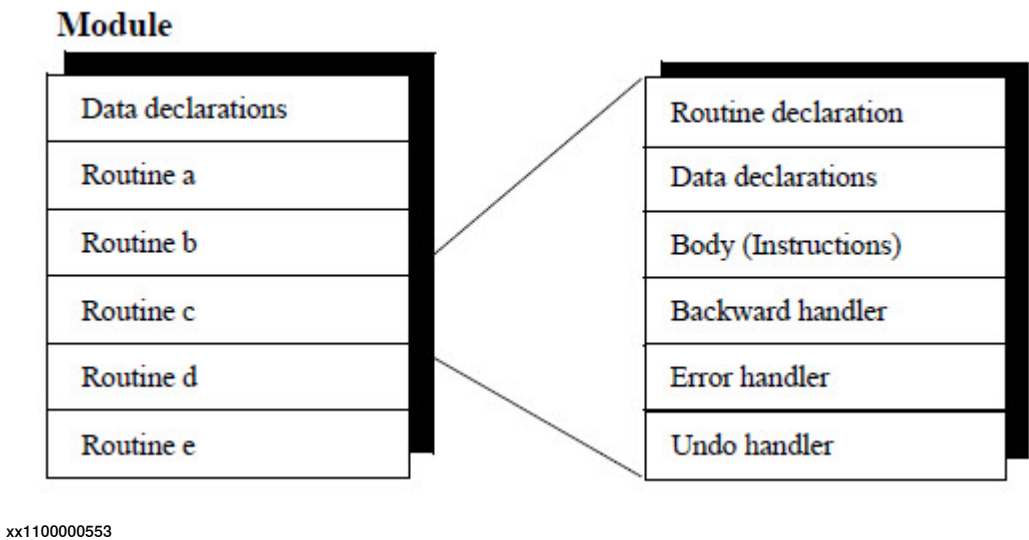 Module
Data declarations
Routine a
Routine b
Routine c
Routine d
Routine e
Routine declaration
Data declarations
Body (Instructions)
Backward handler
Error handler
Undo handler
xx1100000553